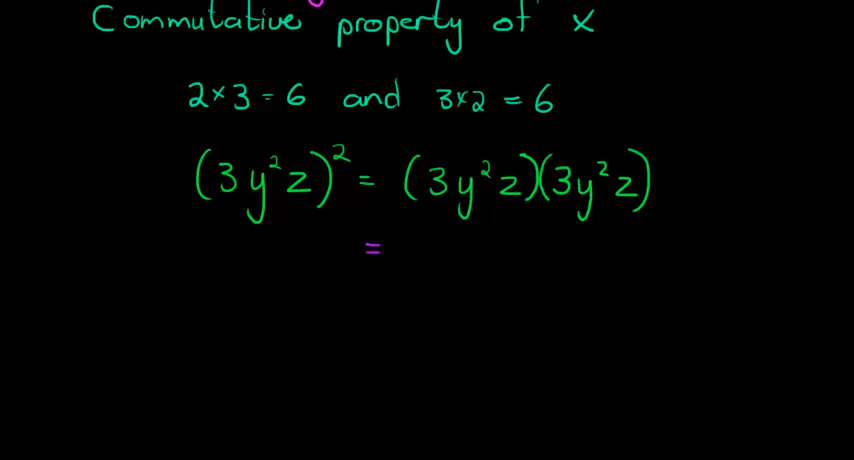 Commutative property of ×
2×3=6 and 3×2=6
(3y²z)² = (3y²z)(3y²z)
=